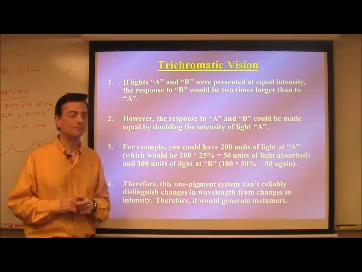 Trichromatic Vision
1. If lights “A” and “B” were presented at equal intensity,
the response to “B” would be two times larger than to
“A”.
2. However, the response to “A” and “B” could be made
equal by doubling the intensity of light “A”.
3. For example, you could have 200 units of light at “A”
(which would be 200 * 25% = 50 units of light absorbed)
and 100 units of light at “B” (100 * 50% = 50 again).
4. Therefore, this one-pigment system can't reliably
distinguish changes in wavelength from changes in
intensity. Therefore, it would generate metamers.